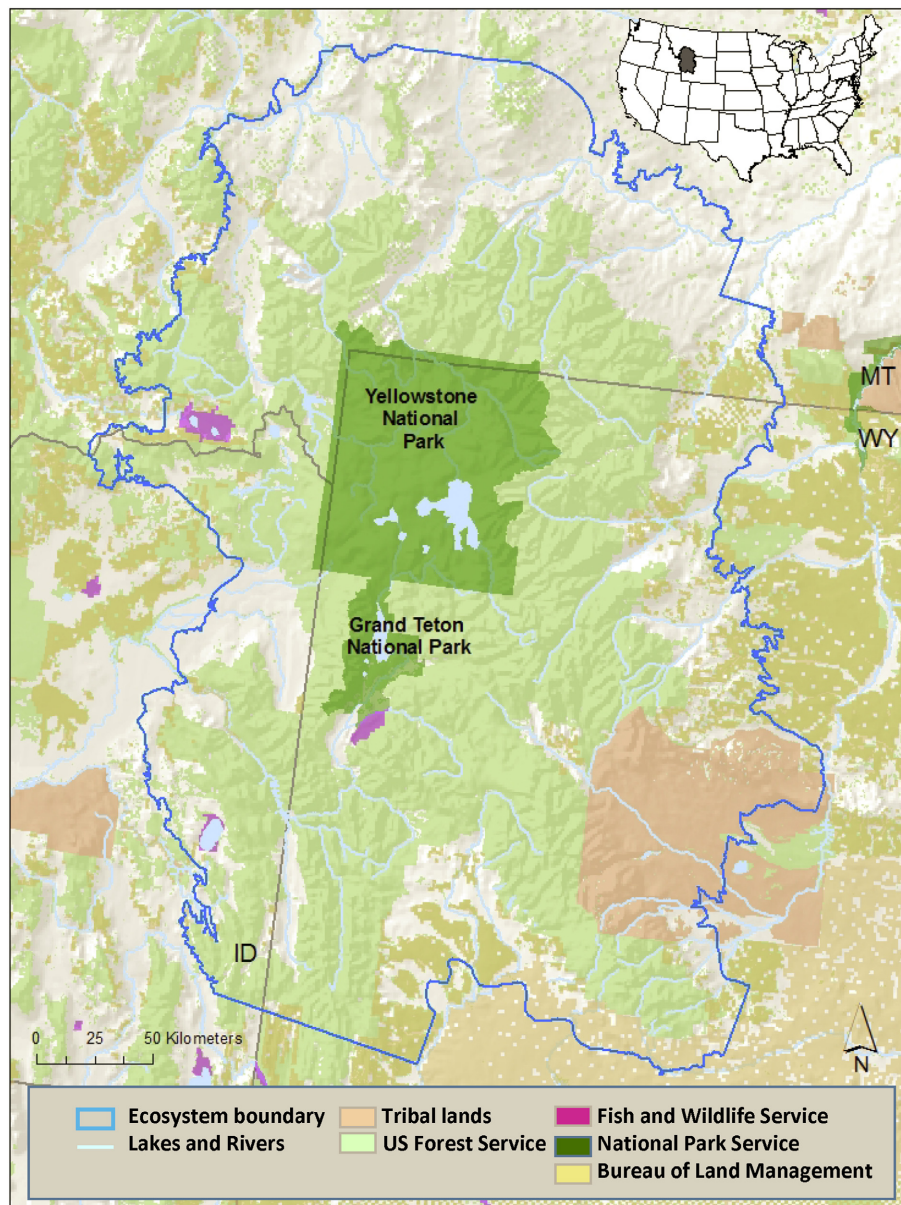 MT
Yellowstone
National
Park
WY
Grand Teton
National Park
ID
0 25 50 Kilometers
N
Ecosystem boundary
Tribal lands
Fish and Wildlife Service
Lakes and Rivers
US Forest Service
National Park Service
Bureau of Land Management